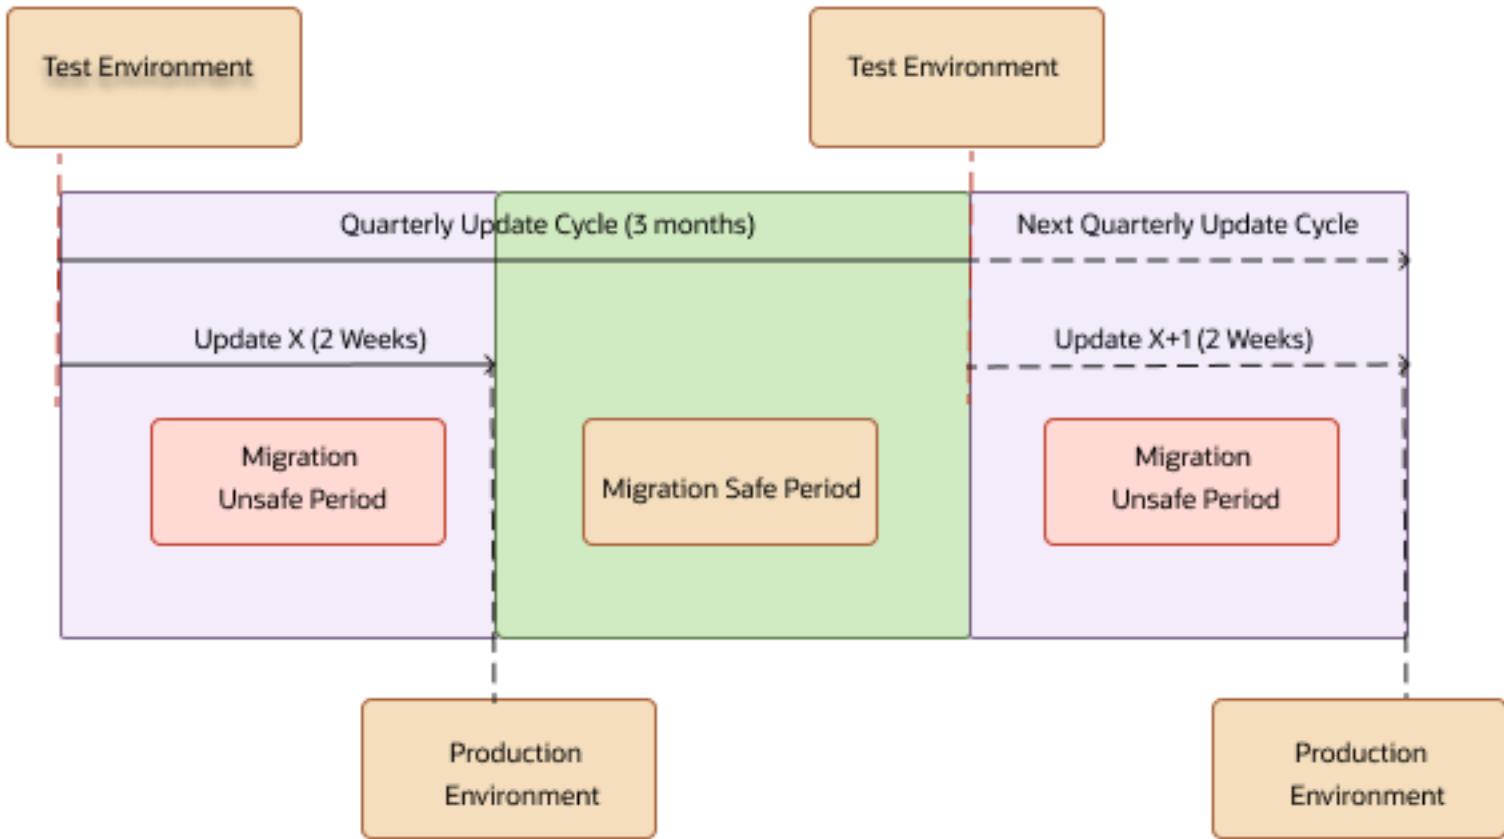 Test Environment
Test Environment
Quarterly Update Cycle (3 months)
Next Quarterly Update Cycle
Update X (2 Weeks)
Update X+1 (2 Weeks)
Migration
Unsafe Period
Migration Safe Period
Migration
Unsafe Period
Production
Environment
Production
Environment